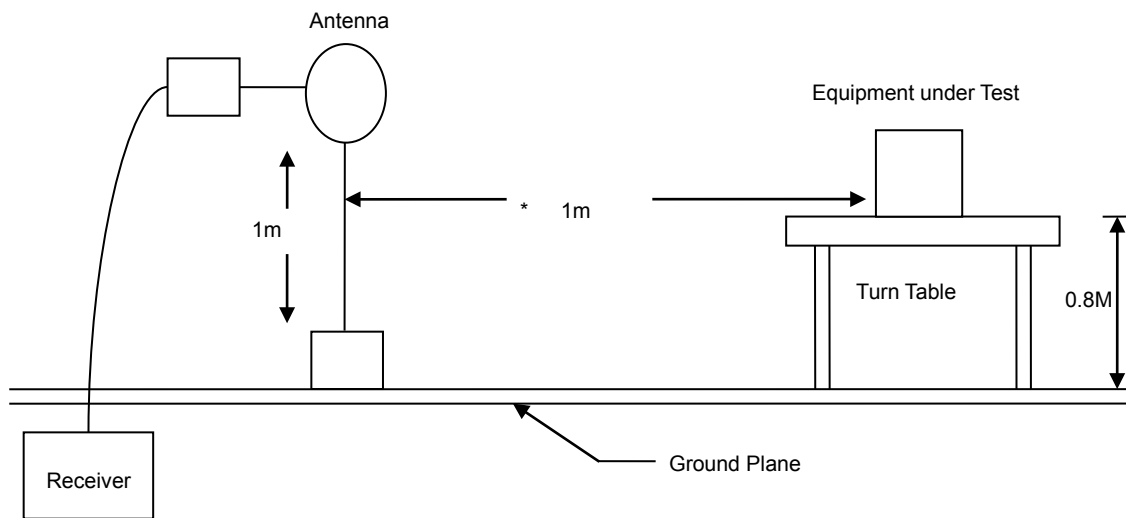 Antenna
Equipment under Test
* 1m
1m
Turn Table
0.8M
Ground Plane
Receiver